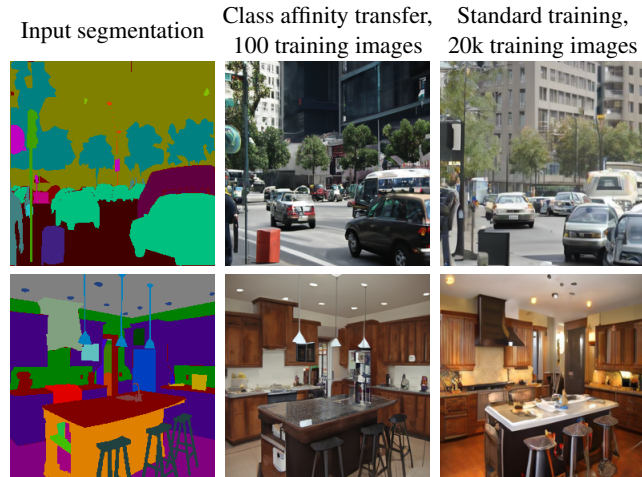 Input segmentation
Class affinity transfer,
100 training images
Standard training,
20k training images